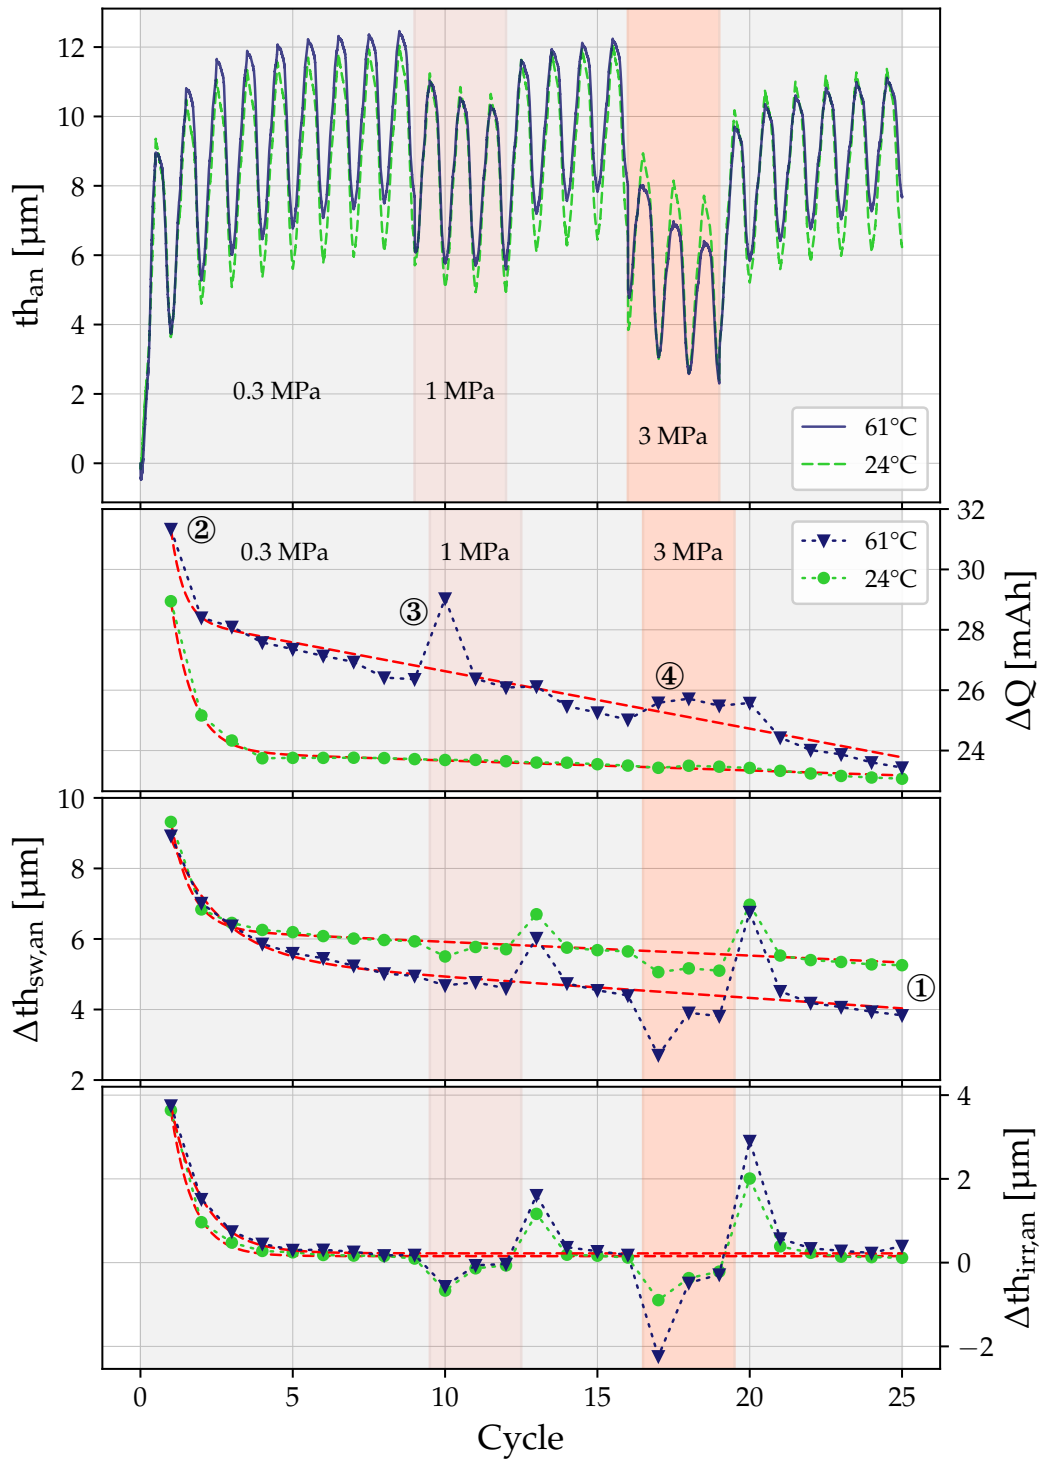 12
10
8
6
4
2
0
th_an [μm]
0.3 MPa
1 MPa
3 MPa
61°C
24°C
②
0.3 MPa
③
1 MPa
3 MPa
④
61°C
24°C
32
30
28
26
24
ΔQ [mAh]
10
8
6
4
2
Δth_sw,an [μm]
①
4
2
0
−2
Δth_irr,an [μm]
0 5 10 15 20 25
Cycle